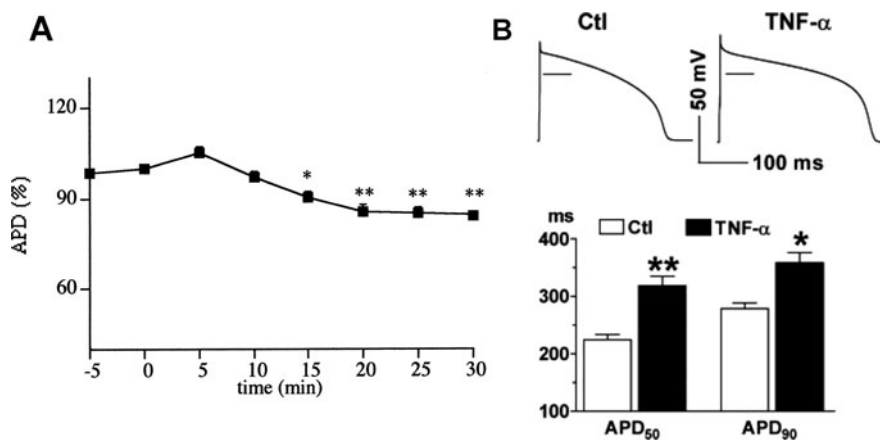 A
120
90
60
APD (%)
* ** ** **
-5 0 5 10 15 20 25 30
time (min)
B
Ctl TNF-α
50 mV
100 ms
ms
Ctl TNF-α
400
300
200
100
** *
APD50 APD90